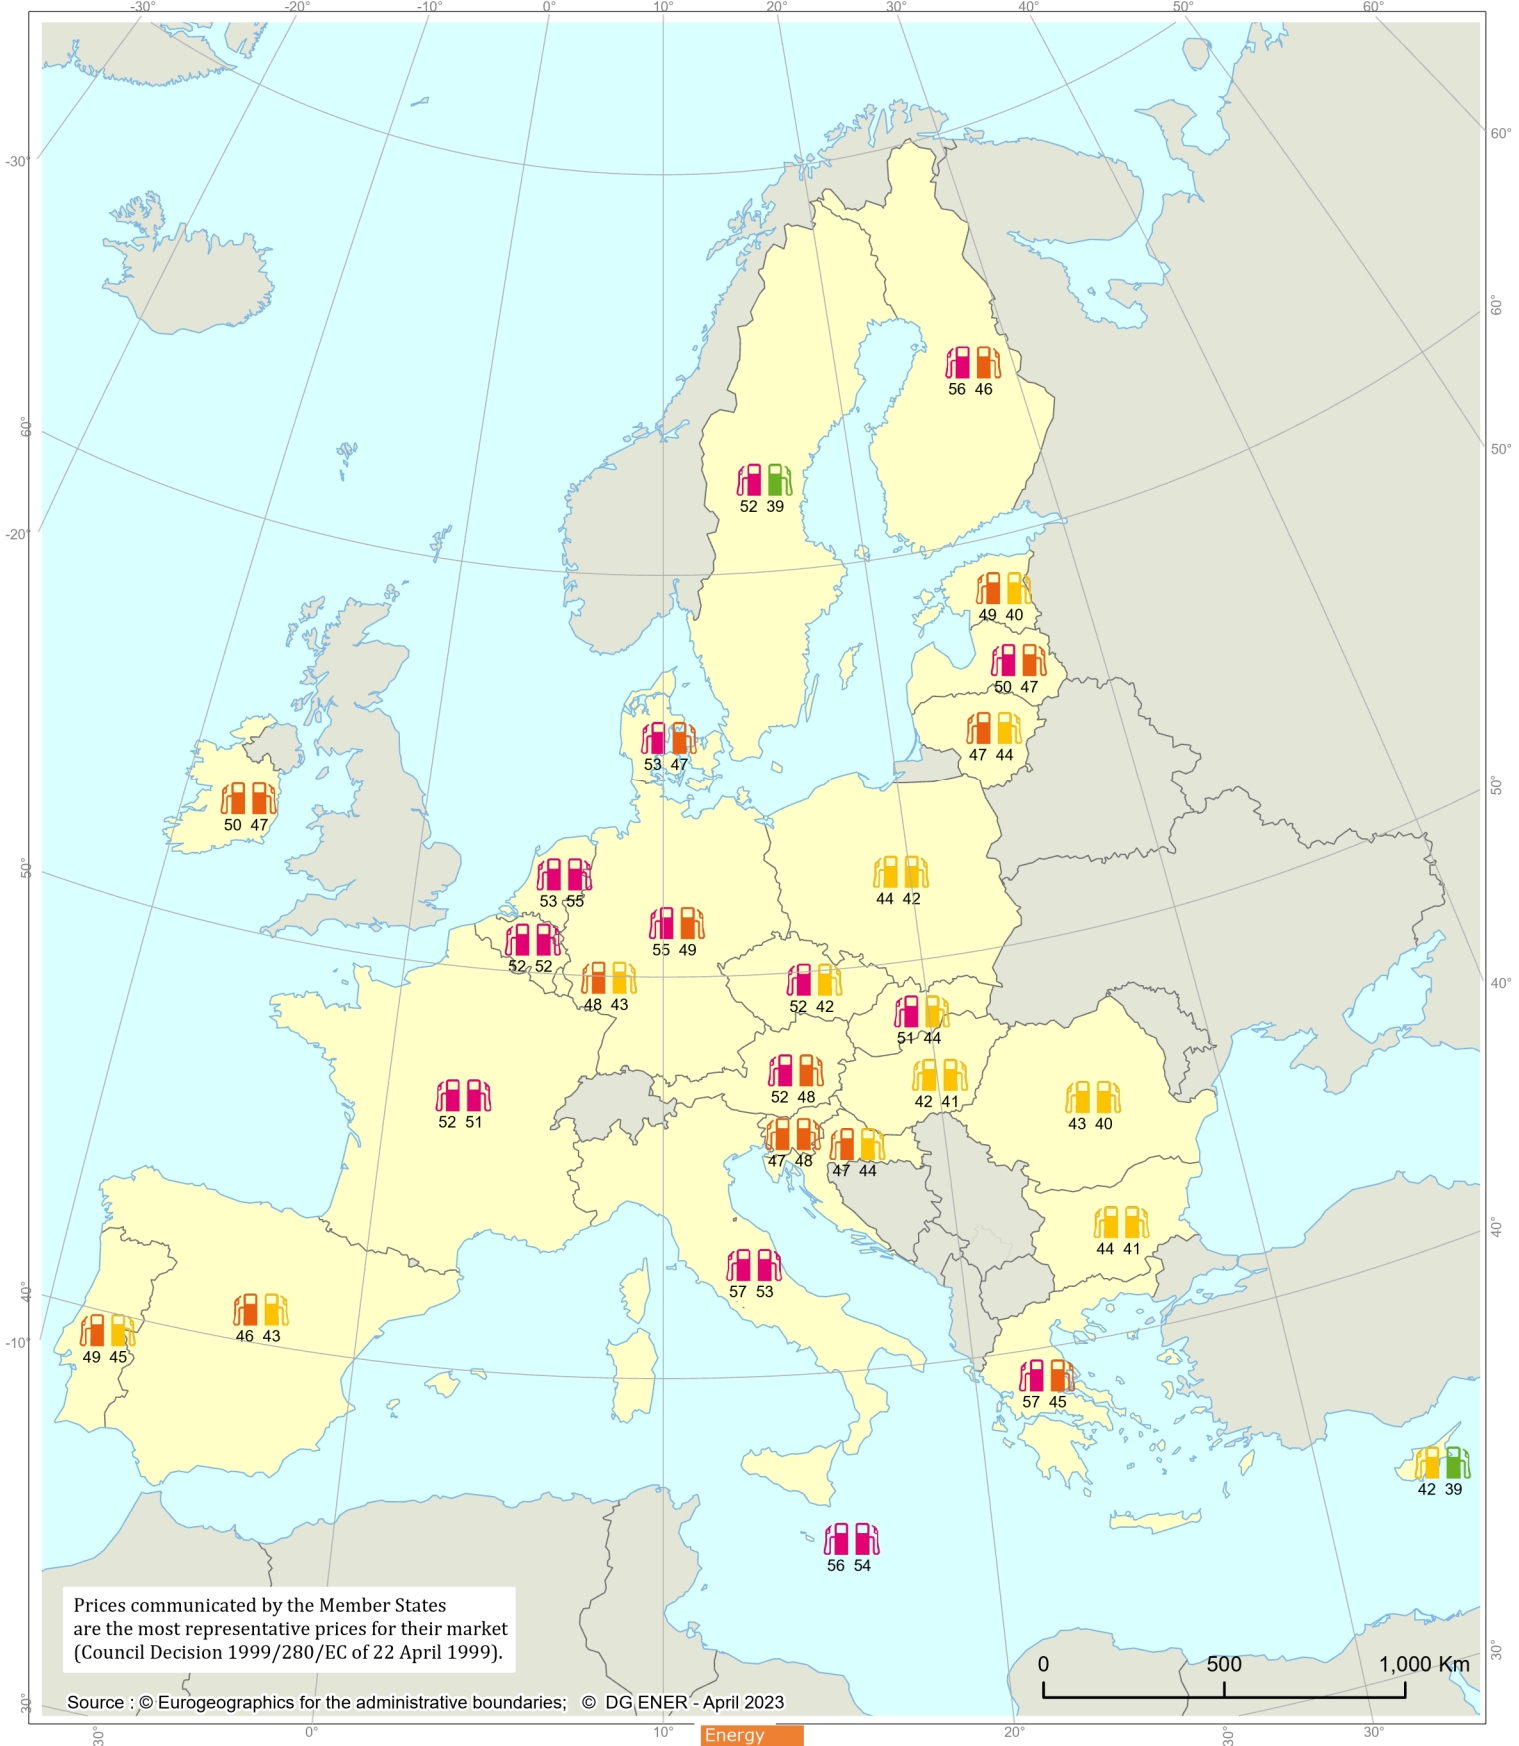 -30° -20° -10° 0° 10° 20° 30° 40° 50° 60°
-30° 60°
60°
56 46
60° 50°
52 39
-20°
49 40
50 47
47 44
53 47
50°
50 47
44 42
50° 53 55
55 49
52 52
48 43 52 42 40°
51 44
52 48
42 41
52 51 43 40
47 48 47 44
44 41 40°
57 53
40°
46 43
-10° 49 45
57 45
42 39
56 54
Prices communicated by the Member States
are the most representative prices for their market
(Council Decision 1999/280/EC of 22 April 1999).
0 500 1,000 Km
30°
Source : © Eurogeographics for the administrative boundaries; © DG ENER - April 2023
30°
30° 0° 10° 20° 30° 30°
Energy